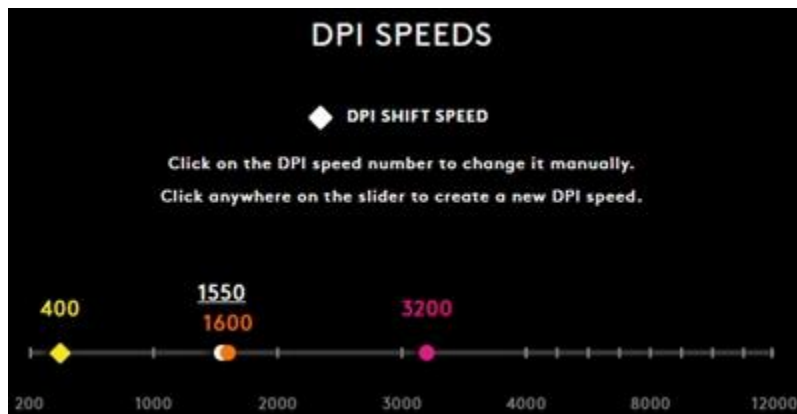 DPI SPEEDS
DPI SHIFT SPEED
Click on the DPI speed number to change it manually.
Click anywhere on the slider to create a new DPI speed.
1550
400
1600
3200
200 1000 2000 3000 4000 8000 12000